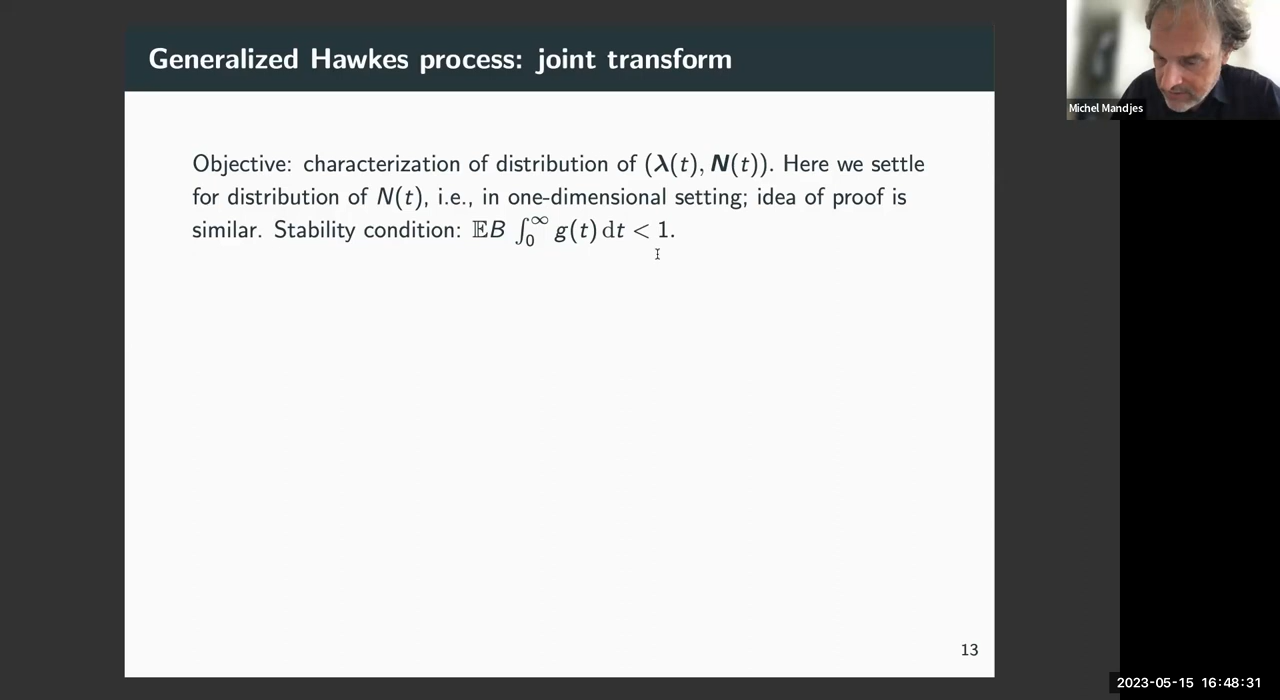 Generalized Hawkes process: joint transform
Michel Mandjes
Objective: characterization of distribution of (λ(t), N(t)). Here we settle
for distribution of N(t), i.e., in one-dimensional setting; idea of proof is
similar. Stability condition: 𝔼B ∫₀^∞ g(t) dt < 1.
13
2023-05-15 16:48:31